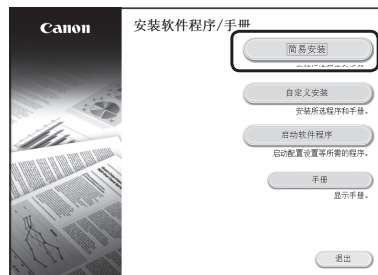 Canon
安装软件程序/手册
简易安装
自定义安装
安装所选程序和手册。
启动软件程序
启动配置设置等所需的程序。
手册
显示手册。
退出